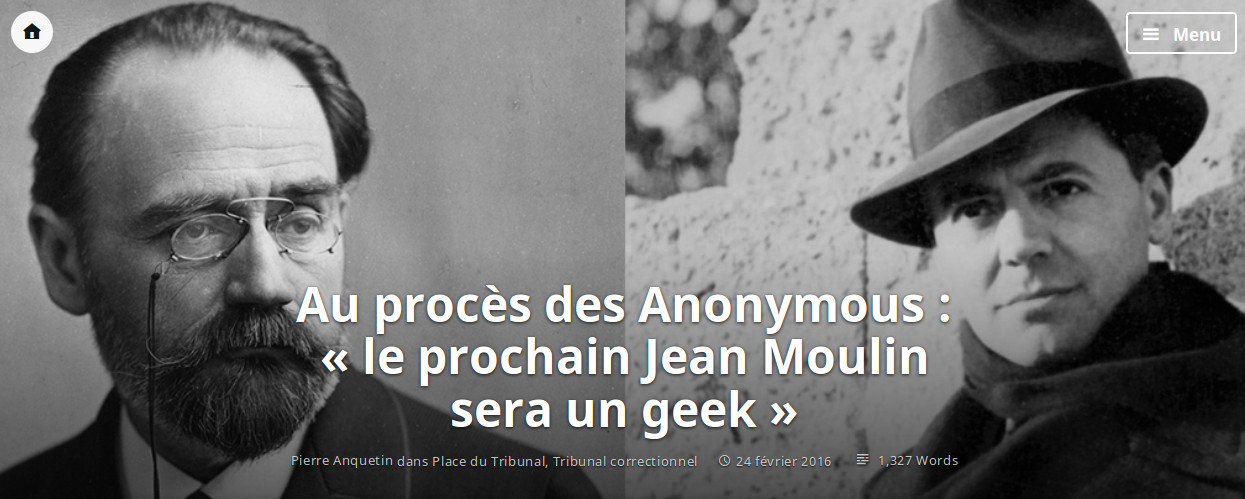 Menu
Au procès des Anonymous :
« le prochain Jean Moulin
sera un geek »
Pierre Anquetin dans Place du Tribunal, Tribunal correctionnel 24 février 2016 1,327 Words